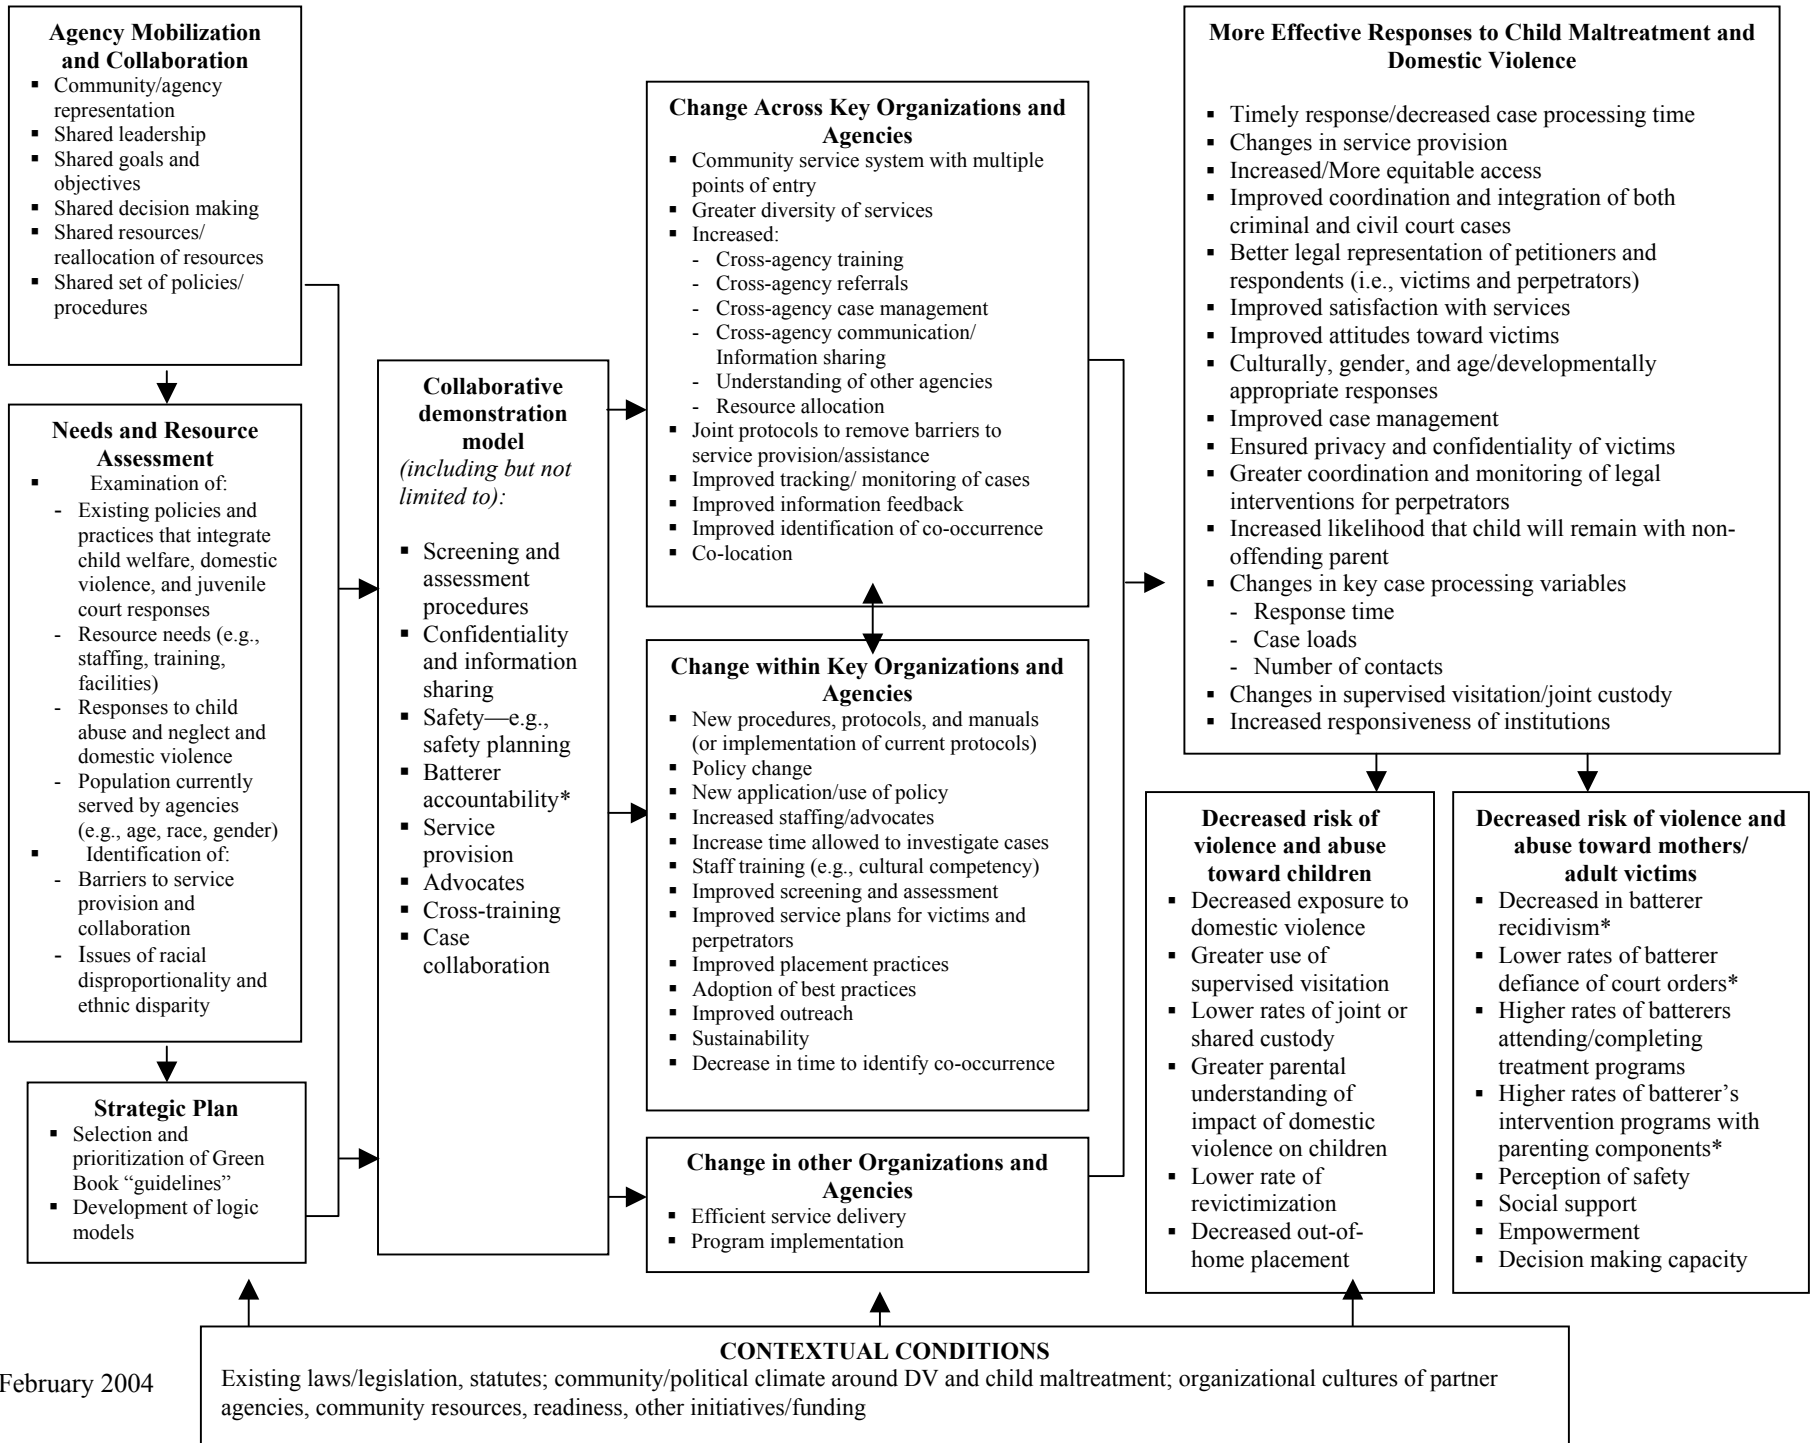 Agency Mobilization
and Collaboration
▪ Community/agency
representation
▪ Shared leadership
▪ Shared goals and
objectives
▪ Shared decision making
▪ Shared resources/
reallocation of resources
▪ Shared set of policies/
procedures
Needs and Resource
Assessment
▪ Examination of:
- Existing policies and
practices that integrate
child welfare, domestic
violence, and juvenile
court responses
- Resource needs (e.g.,
staffing, training,
facilities)
- Responses to child
abuse and neglect and
domestic violence
- Population currently
served by agencies
(e.g., age, race, gender)
▪ Identification of:
- Barriers to service
provision and
collaboration
- Issues of racial
disproportionality and
ethnic disparity
Strategic Plan
▪ Selection and
prioritization of Green
Book “guidelines”
▪ Development of logic
models
Collaborative
demonstration
model
(including but not
limited to):
▪ Screening and
assessment
procedures
▪ Confidentiality
and information
sharing
▪ Safety—e.g.,
safety planning
▪ Batterer
accountability*
▪ Service
provision
▪ Advocates
▪ Cross-training
▪ Case
collaboration
Change Across Key Organizations and
Agencies
▪ Community service system with multiple
points of entry
▪ Greater diversity of services
▪ Increased:
- Cross-agency training
- Cross-agency referrals
- Cross-agency case management
- Cross-agency communication/
Information sharing
- Understanding of other agencies
- Resource allocation
▪ Joint protocols to remove barriers to
service provision/assistance
▪ Improved tracking/ monitoring of cases
▪ Improved information feedback
▪ Improved identification of co-occurrence
▪ Co-location
Change within Key Organizations and
Agencies
▪ New procedures, protocols, and manuals
(or implementation of current protocols)
▪ Policy change
▪ New application/use of policy
▪ Increased staffing/advocates
▪ Increase time allowed to investigate cases
▪ Staff training (e.g., cultural competency)
▪ Improved screening and assessment
▪ Improved service plans for victims and
perpetrators
▪ Improved placement practices
▪ Adoption of best practices
▪ Improved outreach
▪ Sustainability
▪ Decrease in time to identify co-occurrence
Change in other Organizations and
Agencies
▪ Efficient service delivery
▪ Program implementation
More Effective Responses to Child Maltreatment and
Domestic Violence
▪ Timely response/decreased case processing time
▪ Changes in service provision
▪ Increased/More equitable access
▪ Improved coordination and integration of both
criminal and civil court cases
▪ Better legal representation of petitioners and
respondents (i.e., victims and perpetrators)
▪ Improved satisfaction with services
▪ Improved attitudes toward victims
▪ Culturally, gender, and age/developmentally
appropriate responses
▪ Improved case management
▪ Ensured privacy and confidentiality of victims
▪ Greater coordination and monitoring of legal
interventions for perpetrators
▪ Increased likelihood that child will remain with non-
offending parent
▪ Changes in key case processing variables
- Response time
- Case loads
- Number of contacts
▪ Changes in supervised visitation/joint custody
▪ Increased responsiveness of institutions
Decreased risk of
violence and abuse
toward children
▪ Decreased exposure to
domestic violence
▪ Greater use of
supervised visitation
▪ Lower rates of joint or
shared custody
▪ Greater parental
understanding of
impact of domestic
violence on children
▪ Lower rate of
revictimization
▪ Decreased out-of-
home placement
Decreased risk of violence and
abuse toward mothers/
adult victims
▪ Decreased in batterer
recidivism*
▪ Lower rates of batterer
defiance of court orders*
▪ Higher rates of batterers
attending/completing
treatment programs
▪ Higher rates of batterer’s
intervention programs with
parenting components*
▪ Perception of safety
▪ Social support
▪ Empowerment
▪ Decision making capacity
CONTEXTUAL CONDITIONS
Existing laws/legislation, statutes; community/political climate around DV and child maltreatment; organizational cultures of partner
agencies, community resources, readiness, other initiatives/funding
February 2004